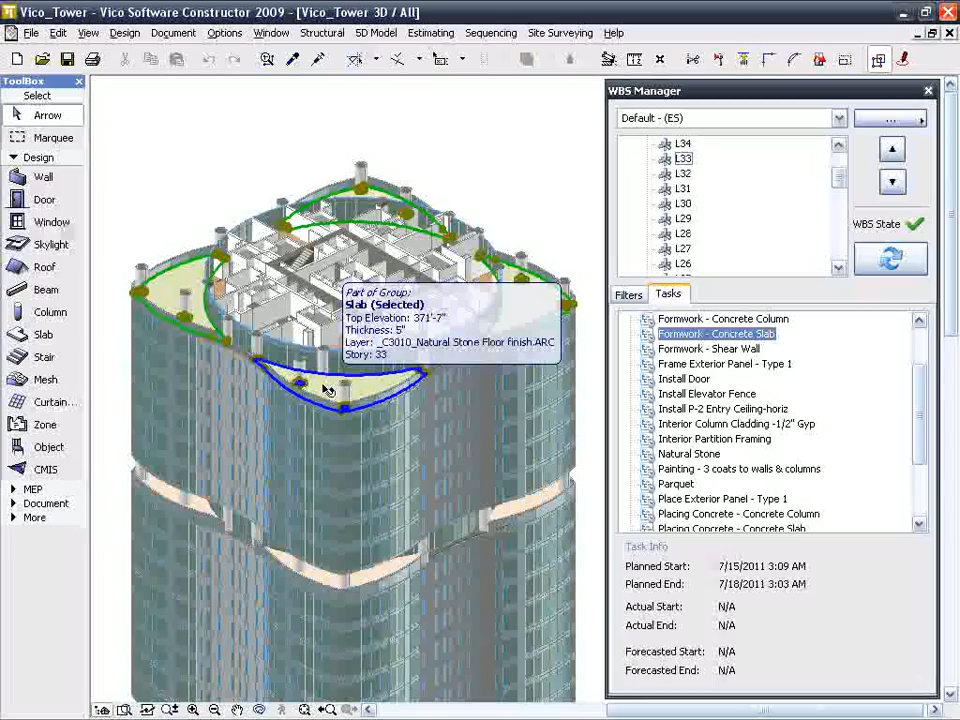 Vico_Tower - Vico Software Constructor 2009 - [Vico_Tower 3D / All]
File Edit View Design Document Options Window Structural 5D Model Estimating Sequencing Site Surveying Help
ToolBox
Select
Arrow
Marquee
Design
Wall
Door
Window
Skylight
Roof
Beam
Column
Slab
Stair
Mesh
Curtain...
Zone
Object
CMIS
MEP
Document
More
Part of Group:
Slab (Selected)
Top Elevation: 371'-7"
Thickness: 5"
Layer: _C3010_Natural Stone Floor finish.ARC
Story: 33
WBS Manager
Default - (ES)
...
L34
L33
L32
L31
L30
L29
L28
L27
L26
WBS State
Filters
Tasks
Formwork - Concrete Column
Formwork - Concrete Slab
Formwork - Shear Wall
Frame Exterior Panel - Type 1
Install Door
Install Elevator Fence
Install P-2 Entry Ceiling-horiz
Interior Column Cladding -1/2" Gyp
Interior Partition Framing
Natural Stone
Painting - 3 coats to walls & columns
Parquet
Place Exterior Panel - Type 1
Placing Concrete - Concrete Column
Placing Concrete - Concrete Slab
Task Info
Planned Start: 7/15/2011 3:09 AM
Planned End: 7/18/2011 3:03 AM
Actual Start: N/A
Actual End: N/A
Forecasted Start: N/A
Forecasted End: N/A